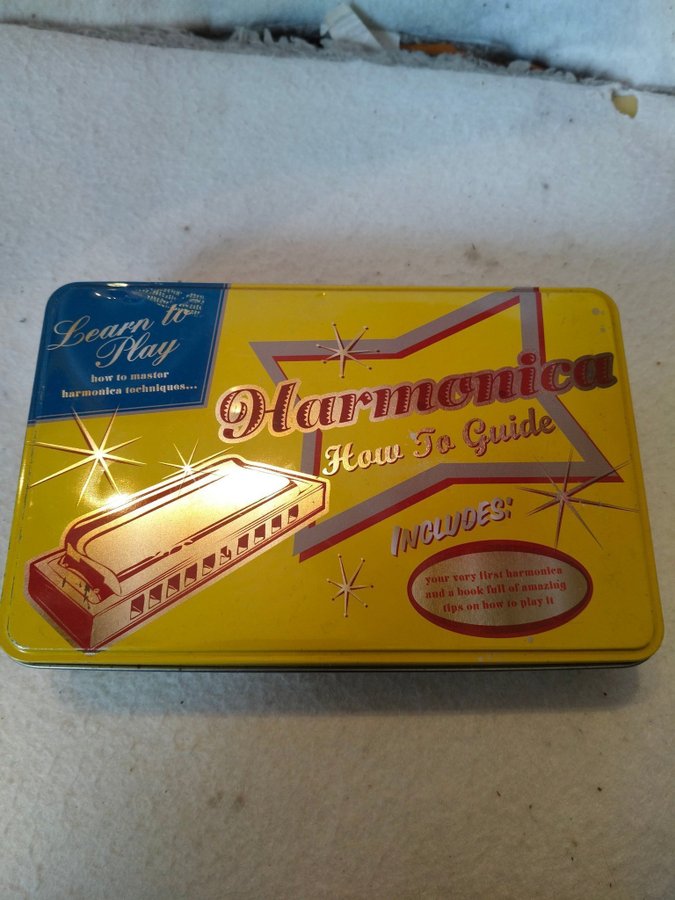 Learn to
Play
how to master
harmonica techniques...
Harmonica
How To Guide
INCLUDES:
your very first harmonica
and a book full of amazing
tips on how to play it